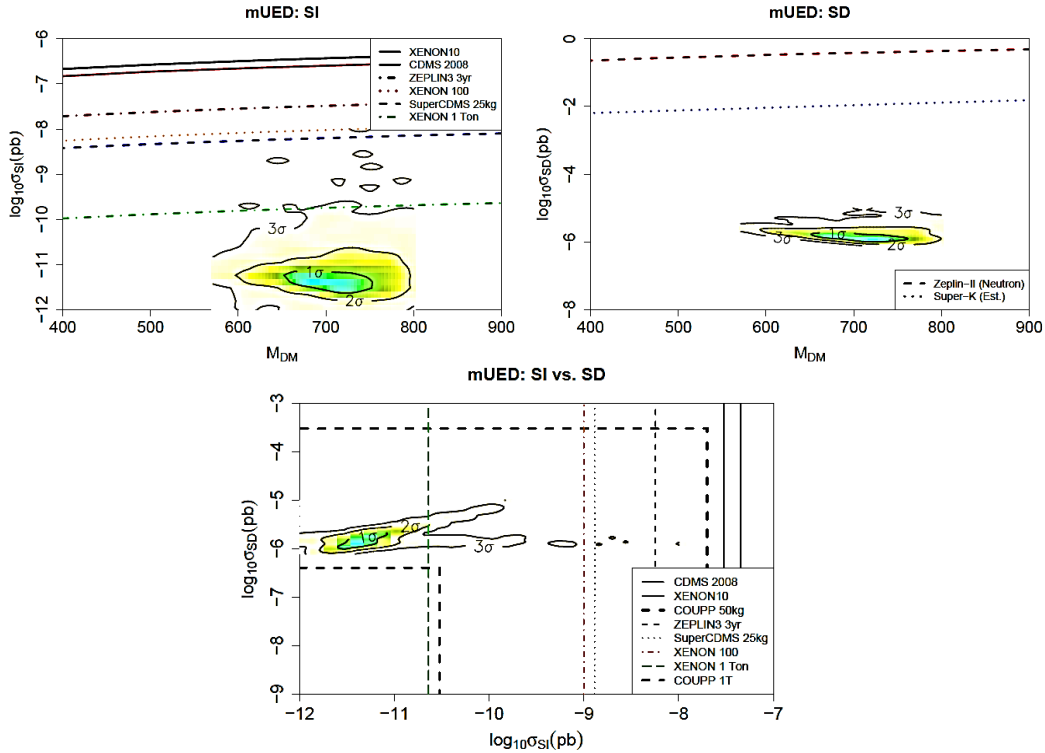 mUED: SI
−6
−7
−8
−9
−10
−11
−12
log10σSI(pb)
XENON10
CDMS 2008
ZEPLIN3 3yr
XENON 100
SuperCDMS 25kg
XENON 1 Ton
3σ
1σ
2σ
400 500 600 700 800 900
MDM
mUED: SD
0
−2
−4
−6
−8
log10σSD(pb)
3σ
1σ
2σ
Zeplin−II (Neutron)
Super−K (Est.)
400 500 600 700 800 900
MDM
mUED: SI vs. SD
−3
−4
−5
−6
−7
−8
−9
log10σSD(pb)
1σ
2σ
3σ
CDMS 2008
XENON10
COUPP 50kg
ZEPLIN3 3yr
SuperCDMS 25kg
XENON 100
XENON 1 Ton
COUPP 1T
−12 −11 −10 −9 −8 −7
log10σSI(pb)